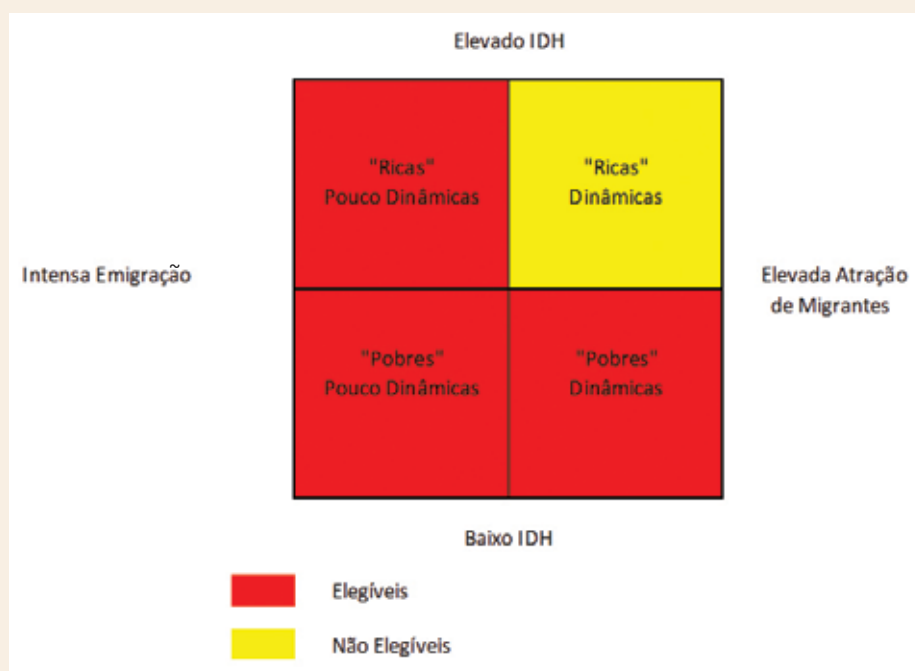 Elevado IDH
"Ricas"
Pouco Dinâmicas
"Ricas"
Dinâmicas
Intensa Emigração
Elevada Atração
de Migrantes
"Pobres"
Pouco Dinâmicas
"Pobres"
Dinâmicas
Baixo IDH
Elegíveis
Não Elegíveis